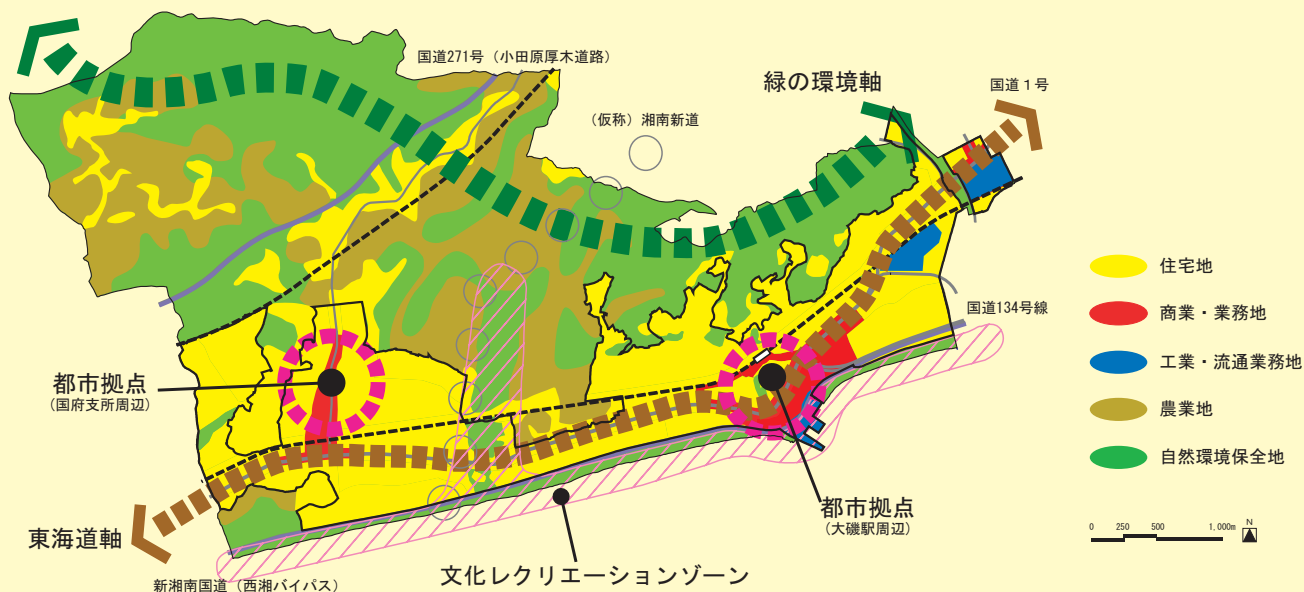 国道271号（小田原厚木道路）
緑の環境軸
国道１号
（仮称）湘南新道
住宅地
国道134号線
商業・業務地
工業・流通業務地
都市拠点
（国府支所周辺）
農業地
自然環境保全地
都市拠点
（大磯駅周辺）
0 250 500 1,000m
N
東海道軸
文化レクリエーションゾーン
新湘南国道（西湘バイパス）